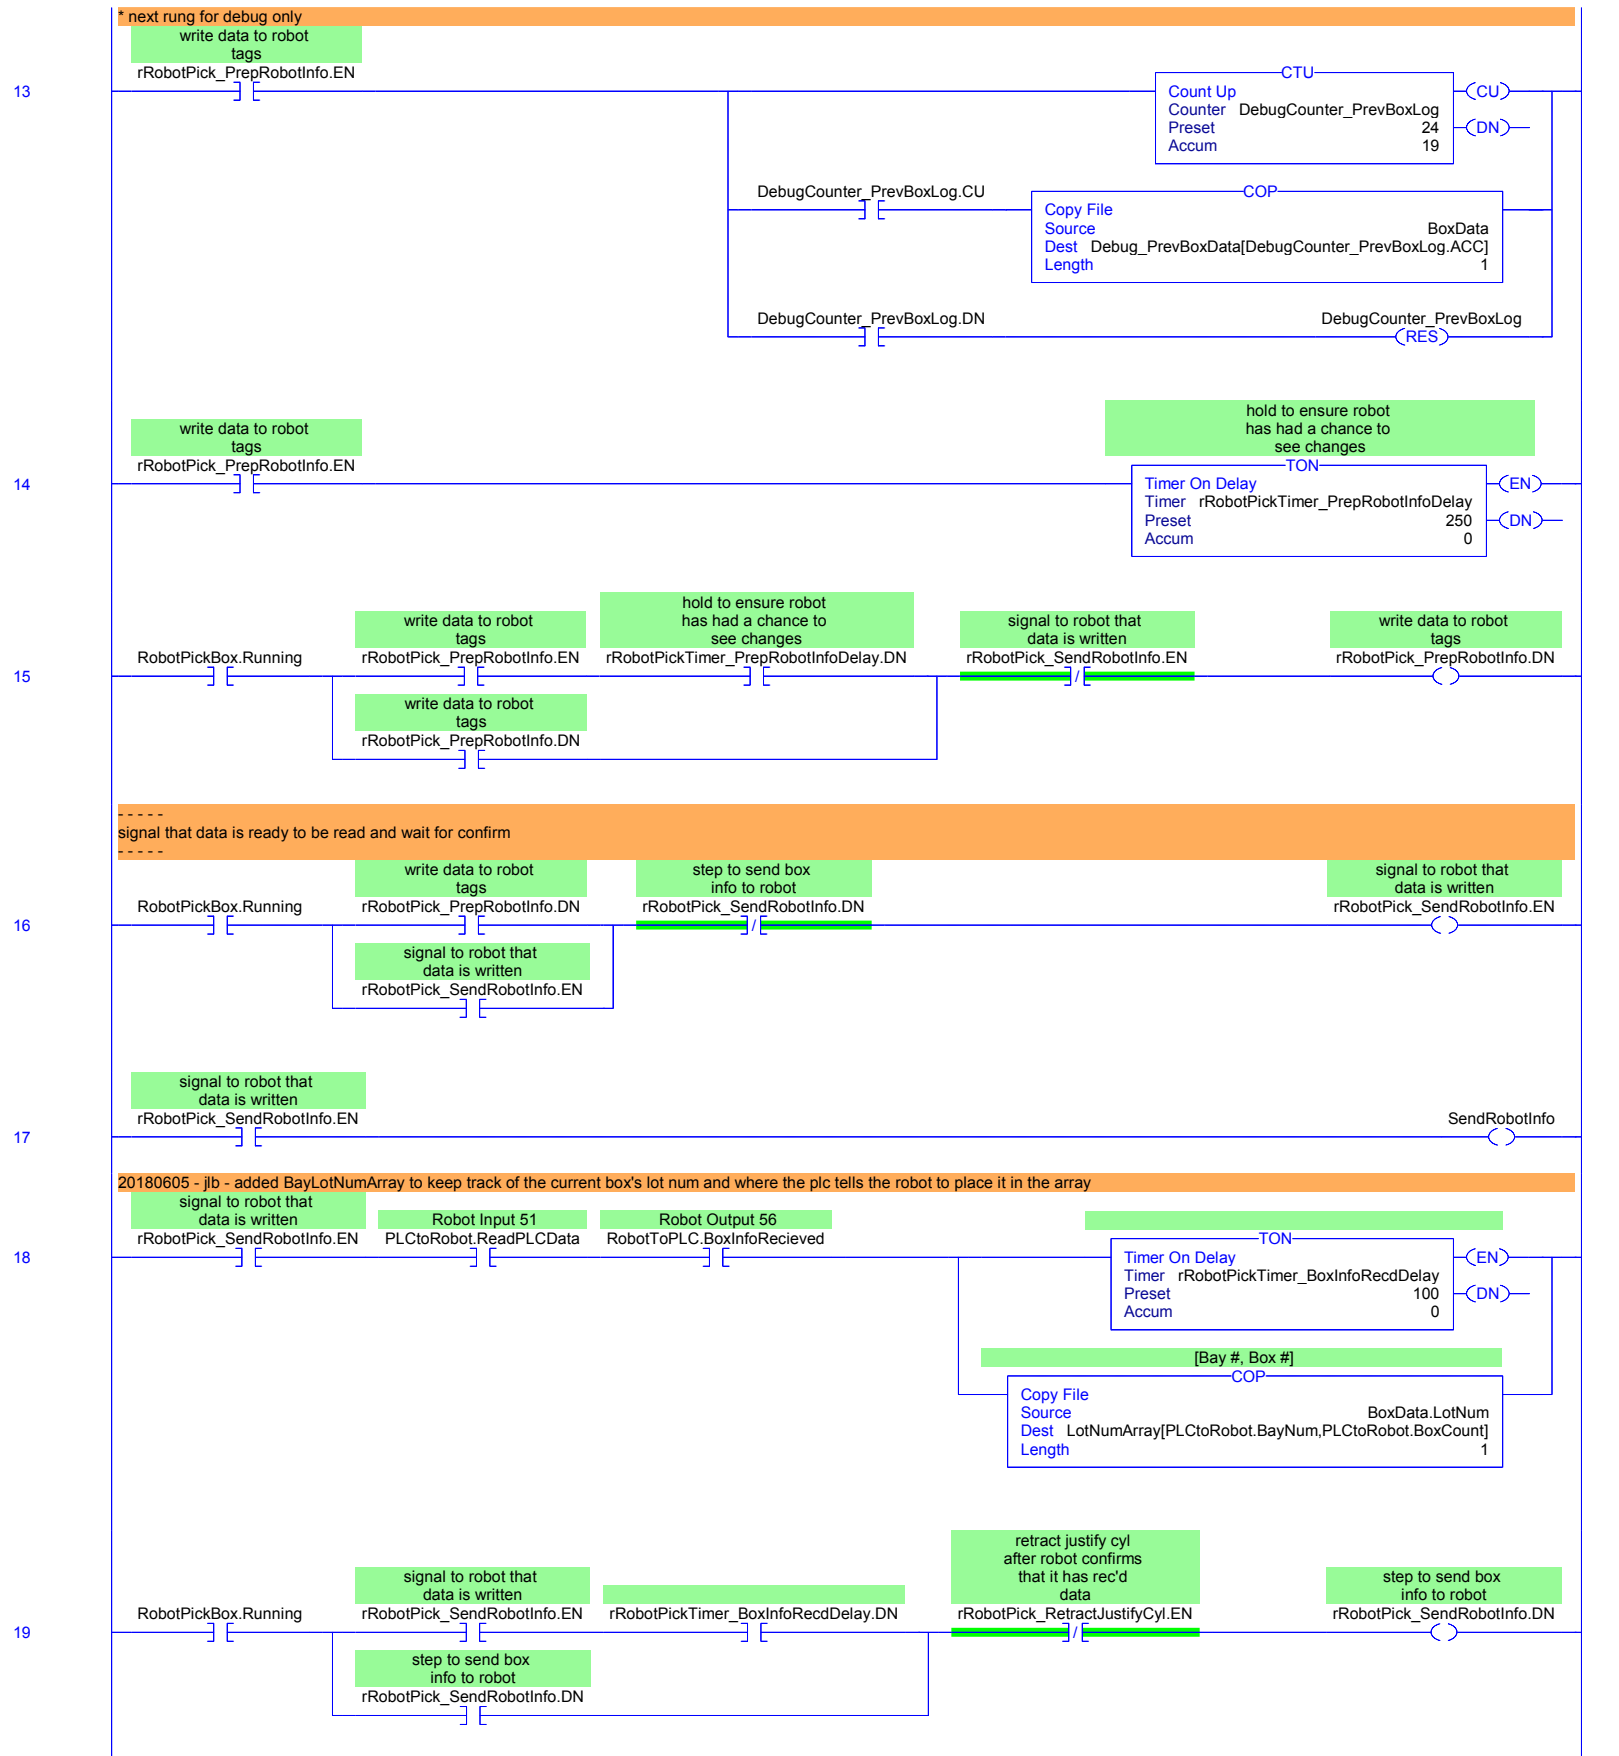 * next rung for debug only
write data to robot
tags
rRobotPick_PrepRobotInfo.EN
13
CTU
Count Up
Counter DebugCounter_PrevBoxLog
Preset 24
Accum 19
CU
DN
DebugCounter_PrevBoxLog.CU
COP
Copy File
Source BoxData
Dest Debug_PrevBoxData[DebugCounter_PrevBoxLog.ACC]
Length 1
DebugCounter_PrevBoxLog.DN
DebugCounter_PrevBoxLog
RES
write data to robot
tags
rRobotPick_PrepRobotInfo.EN
14
hold to ensure robot
has had a chance to
see changes
TON
Timer On Delay
Timer rRobotPickTimer_PrepRobotInfoDelay
Preset 250
Accum 0
EN
DN
15
RobotPickBox.Running
write data to robot
tags
rRobotPick_PrepRobotInfo.EN
hold to ensure robot
has had a chance to
see changes
rRobotPickTimer_PrepRobotInfoDelay.DN
signal to robot that
data is written
rRobotPick_SendRobotInfo.EN
/
write data to robot
tags
rRobotPick_PrepRobotInfo.DN
write data to robot
tags
rRobotPick_PrepRobotInfo.DN
- - - - -
signal that data is ready to be read and wait for confirm
- - - - -
16
RobotPickBox.Running
write data to robot
tags
rRobotPick_PrepRobotInfo.DN
step to send box
info to robot
rRobotPick_SendRobotInfo.DN
/
signal to robot that
data is written
rRobotPick_SendRobotInfo.EN
signal to robot that
data is written
rRobotPick_SendRobotInfo.EN
signal to robot that
data is written
rRobotPick_SendRobotInfo.EN
17
SendRobotInfo
20180605 - jlb - added BayLotNumArray to keep track of the current box's lot num and where the plc tells the robot to place it in the array
signal to robot that
data is written
rRobotPick_SendRobotInfo.EN
18
Robot Input 51
PLCtoRobot.ReadPLCData
Robot Output 56
RobotToPLC.BoxInfoRecieved
TON
Timer On Delay
Timer rRobotPickTimer_BoxInfoRecdDelay
Preset 100
Accum 0
EN
DN
[Bay #, Box #]
COP
Copy File
Source BoxData.LotNum
Dest LotNumArray[PLCtoRobot.BayNum,PLCtoRobot.BoxCount]
Length 1
19
RobotPickBox.Running
signal to robot that
data is written
rRobotPick_SendRobotInfo.EN
rRobotPickTimer_BoxInfoRecdDelay.DN
retract justify cyl
after robot confirms
that it has rec'd
data
rRobotPick_RetractJustifyCyl.EN
/
step to send box
info to robot
rRobotPick_SendRobotInfo.DN
step to send box
info to robot
rRobotPick_SendRobotInfo.DN